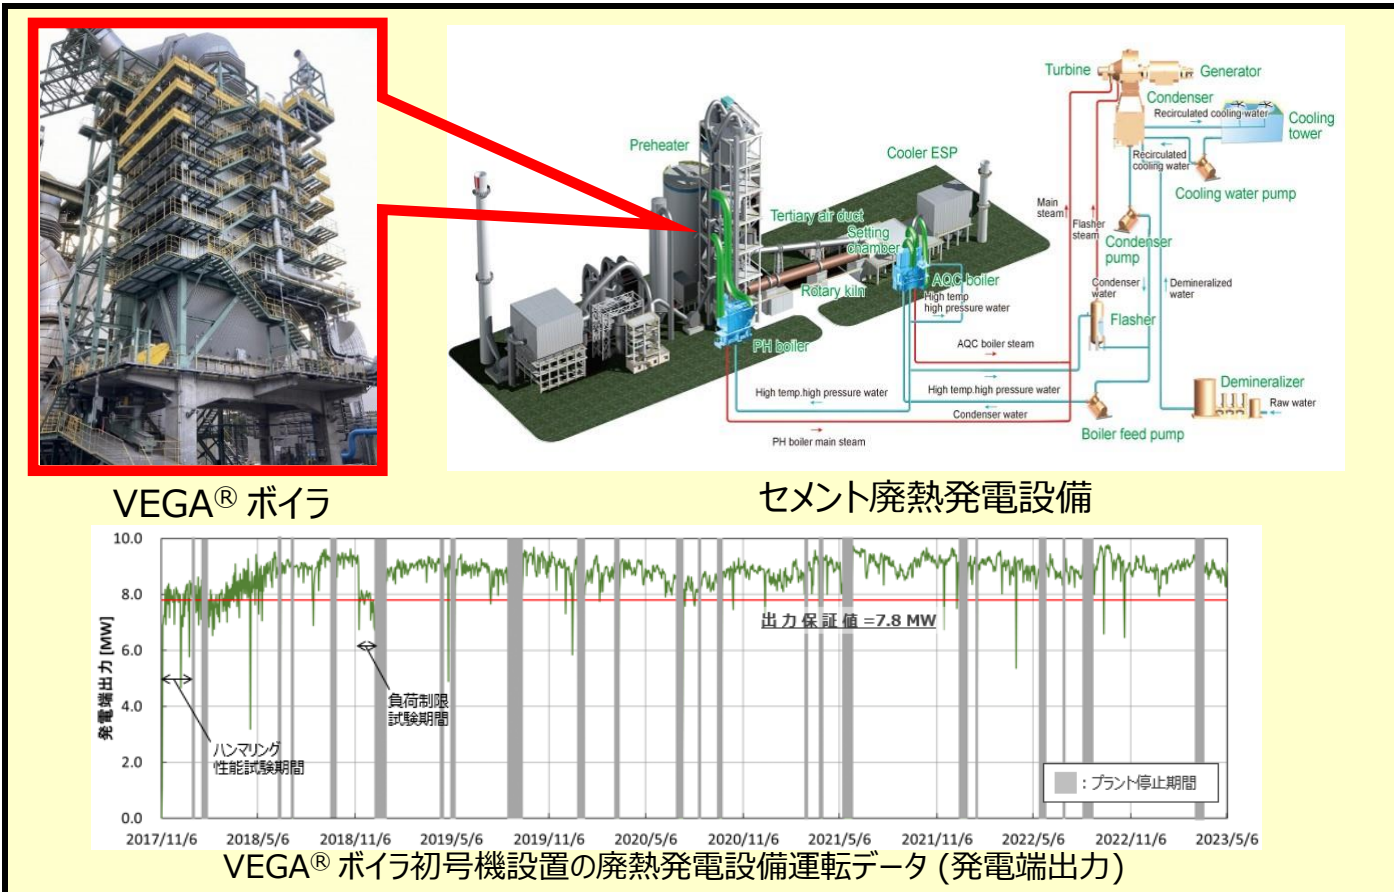 Turbine
Generator
Condenser
Recirculated cooling water
Cooling
tower
Preheater
Cooler ESP
Recirculated
cooling water
Cooling water pump
Main
steam
Flasher
steam
Tertiary air duct
Setting
chamber
Condenser
pump
AQC boiler
Rotary kiln
High temp
high pressure water
Condenser
water
Demineralized
water
Flasher
PH boiler
AQC boiler steam
High temp.high pressure water
High temp.high pressure water
Demineralizer
Raw water
Condenser water
Boiler feed pump
PH boiler main steam
VEGA® ボイラ
セメント廃熱発電設備
10.0
8.0
6.0
4.0
2.0
0.0
発電端出力 [MW]
出力保証値=7.8 MW
負荷制限
試験期間
ハンマリング
性能試験期間
:プラント停止期間
2017/11/6 2018/5/6 2018/11/6 2019/5/6 2019/11/6 2020/5/6 2020/11/6 2021/5/6 2021/11/6 2022/5/6 2022/11/6 2023/5/6
VEGA® ボイラ初号機設置の廃熱発電設備運転データ (発電端出力)